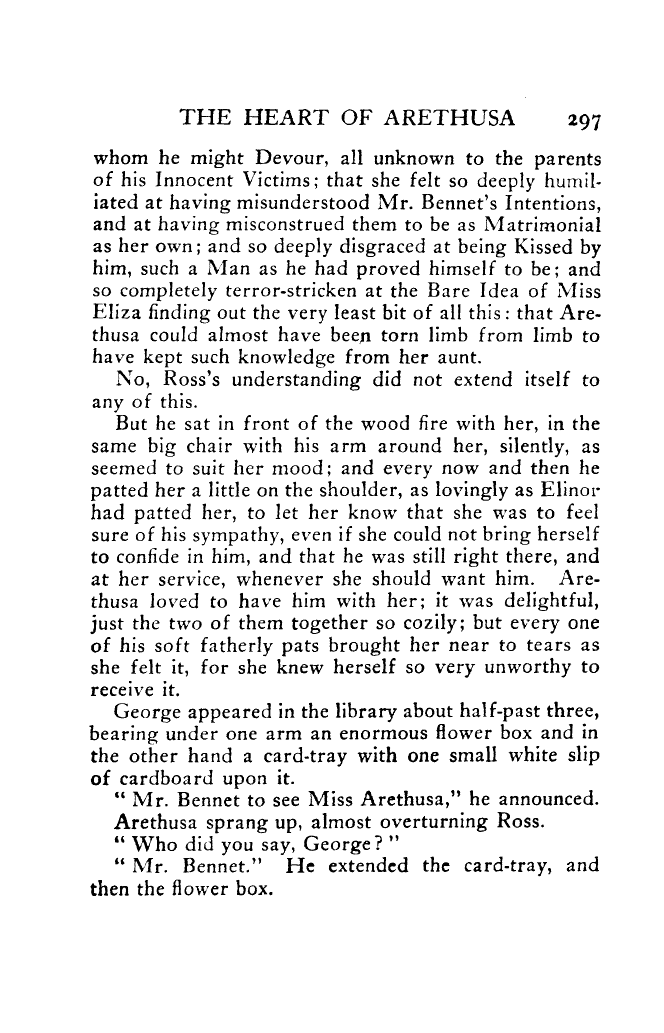 THE HEART OF ARETHUSA 297
whom he might Devour, all unknown to the parents
of his Innocent Victims; that she felt so deeply humil-
iated at having misunderstood Mr. Bennet's Intentions,
and at having misconstrued them to be as Matrimonial
as her own; and so deeply disgraced at being Kissed by
him, such a Man as he had proved himself to be; and
so completely terror-stricken at the Bare Idea of Miss
Eliza finding out the very least bit of all this: that Are-
thusa could almost have been torn limb from limb to
have kept such knowledge from her aunt.
No, Ross's understanding did not extend itself to
any of this.
But he sat in front of the wood fire with her, in the
same big chair with his arm around her, silently, as
seemed to suit her mood; and every now and then he
patted her a little on the shoulder, as lovingly as Elinor
had patted her, to let her know that she was to feel
sure of his sympathy, even if she could not bring herself
to confide in him, and that he was still right there, and
at her service, whenever she should want him. Are-
thusa loved to have him with her; it was delightful,
just the two of them together so cozily; but every one
of his soft fatherly pats brought her near to tears as
she felt it, for she knew herself so very unworthy to
receive it.
George appeared in the library about half-past three,
bearing under one arm an enormous flower box and in
the other hand a card-tray with one small white slip
of cardboard upon it.
"Mr. Bennet to see Miss Arethusa," he announced.
Arethusa sprang up, almost overturning Ross.
"Who did you say, George?"
"Mr. Bennet." He extended the card-tray, and
then the flower box.